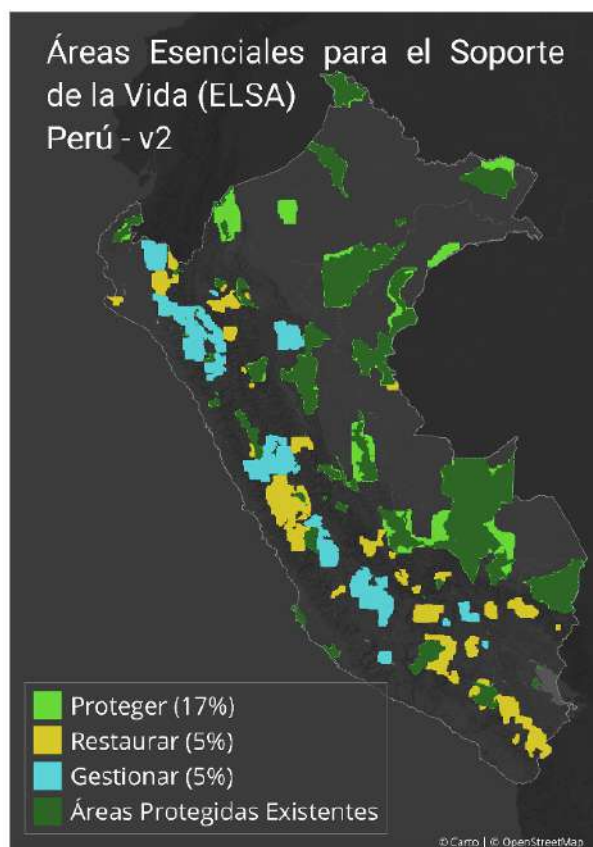 Áreas Esenciales para el Soporte
de la Vida (ELSA)
Perú - v2
Proteger (17%)
Restaurar (5%)
Gestionar (5%)
Áreas Protegidas Existentes
© Carto | © OpenStreetMap